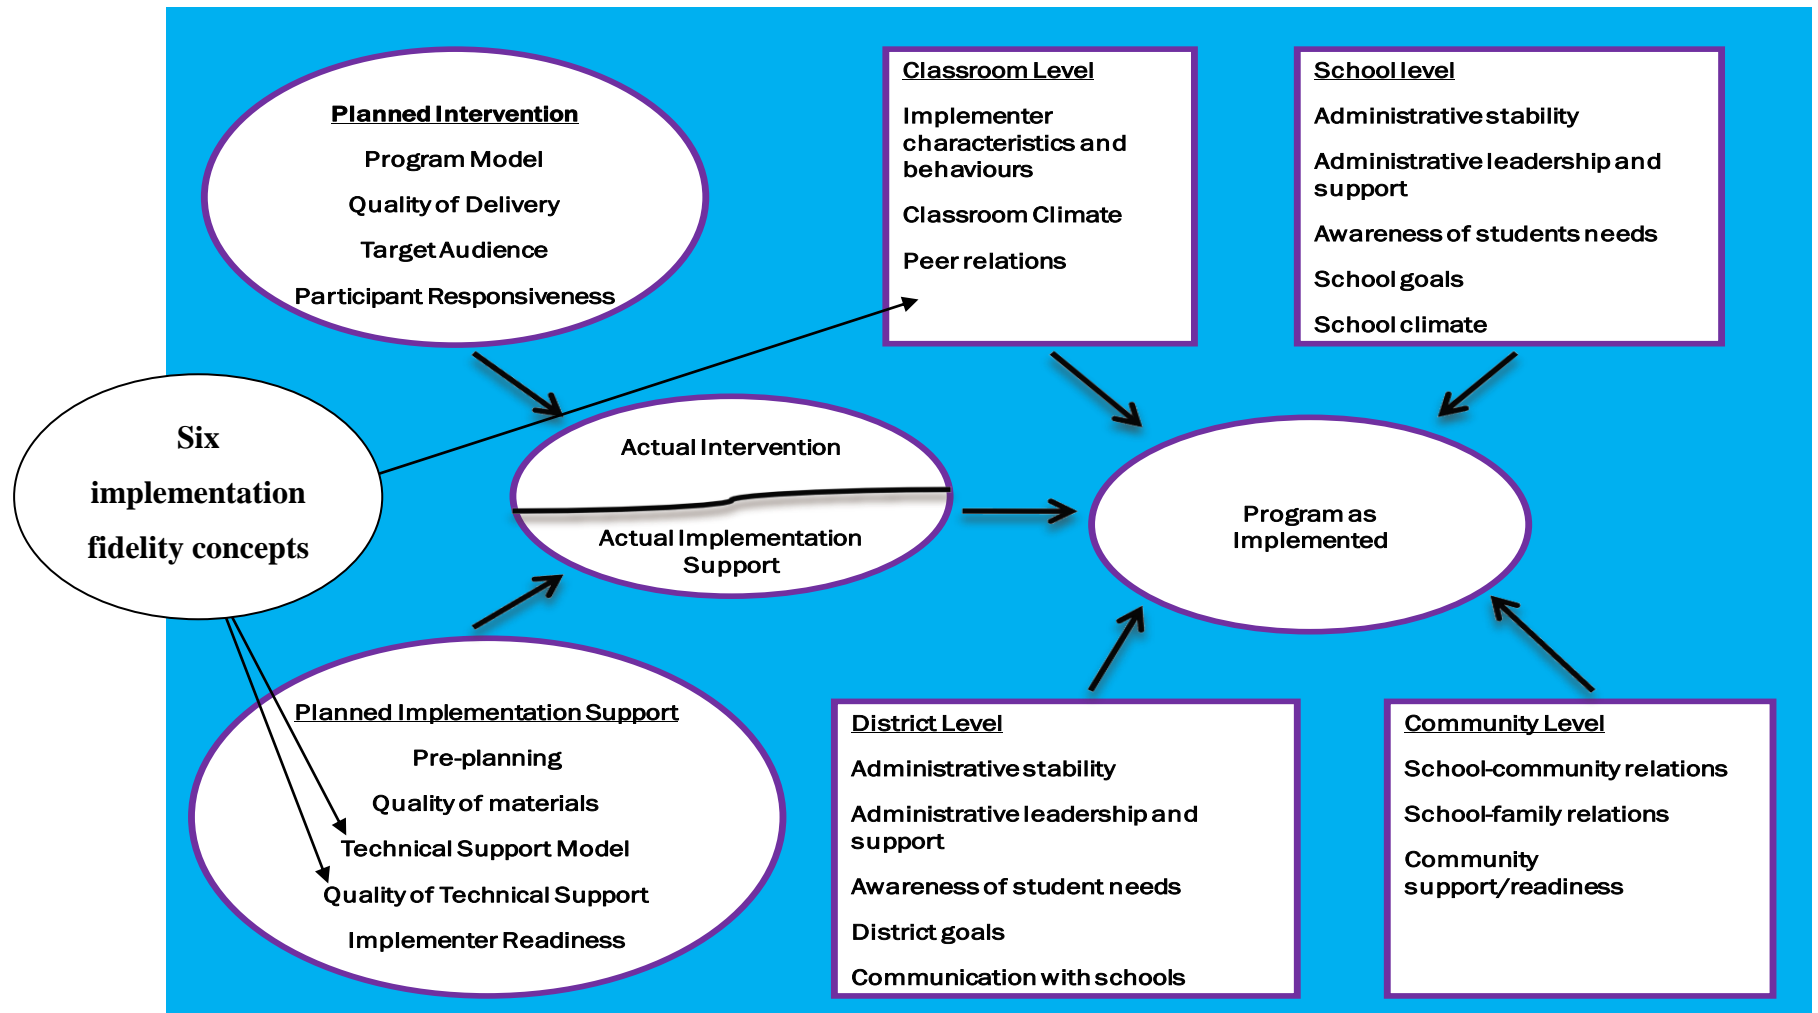 Planned Intervention
Program Model
Quality of Delivery
Target Audience
Participant Responsiveness
Classroom Level
Implementer
characteristics and
behaviours
Classroom Climate
Peer relations
School level
Administrative stability
Administrative leadership and
support
Awareness of students needs
School goals
School climate
Six
implementation
fidelity concepts
Actual Intervention
Actual Implementation
Support
Program as
Implemented
Planned Implementation Support
Pre-planning
Quality of materials
Technical Support Model
Quality of Technical Support
Implementer Readiness
District Level
Administrative stability
Administrative leadership and
support
Awareness of student needs
District goals
Communication with schools
Community Level
School-community relations
School-family relations
Community
support/readiness